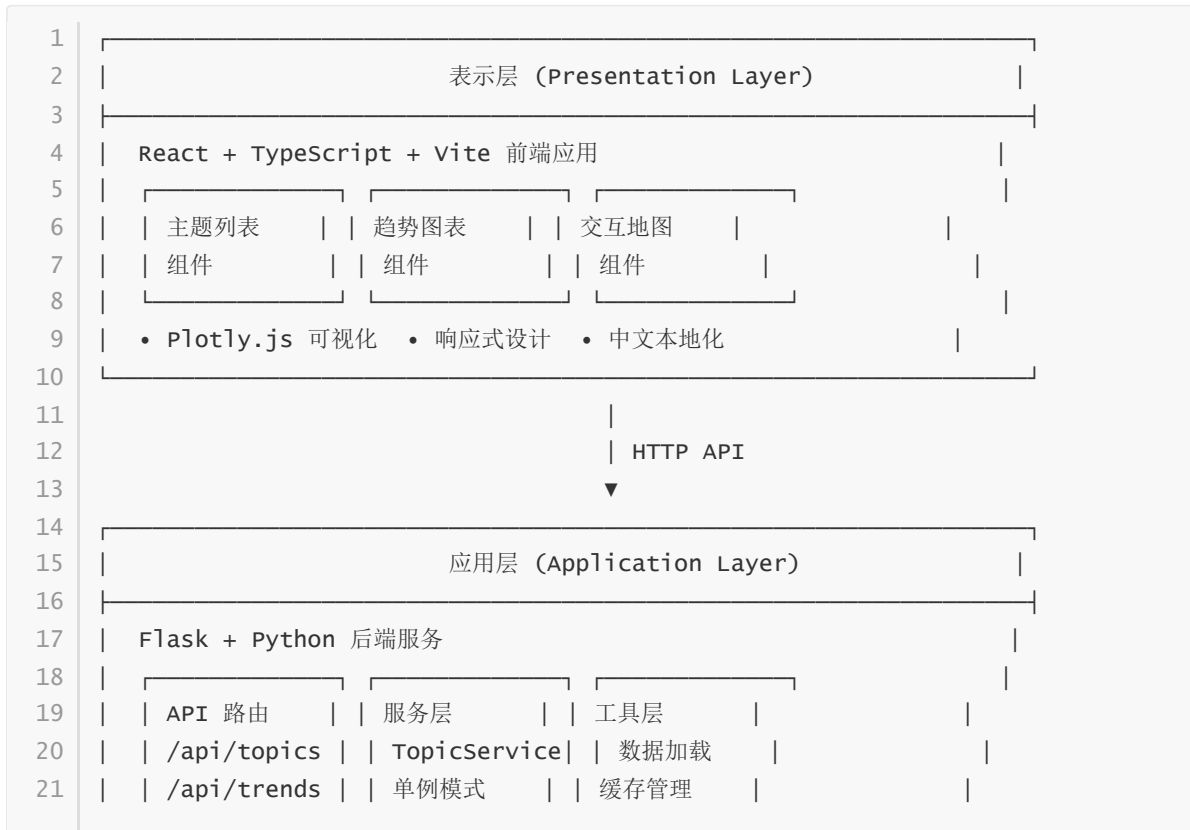 1 ┌─────────────────────────────────────────────────────────────┐
2 │                    表示层 (Presentation Layer)             │
3 ├─────────────────────────────────────────────────────────────┤
4 │  React + TypeScript + Vite 前端应用                          │
5 │  ┌─────────────┐ ┌─────────────┐ ┌─────────────┐             │
6 │  │ 主题列表    │ │ 趋势图表    │ │ 交互地图    │             │
7 │  │ 组件        │ │ 组件        │ │ 组件        │             │
8 │  └─────────────┘ └─────────────┘ └─────────────┘             │
9 │  • Plotly.js 可视化  • 响应式设计  • 中文本地化               │
10 └─────────────────────────────────────────────────────────────┘
11                                 │
12                                 │ HTTP API
13                                 ▼
14 ┌─────────────────────────────────────────────────────────────┐
15 │                    应用层 (Application Layer)              │
16 ├─────────────────────────────────────────────────────────────┤
17 │  Flask + Python 后端服务                                     │
18 │  ┌─────────────┐ ┌─────────────┐ ┌─────────────┐             │
19 │  │ API 路由    │ │ 服务层      │ │ 工具层      │             │
20 │  │ /api/topics │ │ TopicService│ │ 数据加载    │             │
21 │  │ /api/trends │ │ 单例模式    │ │ 缓存管理    │             │